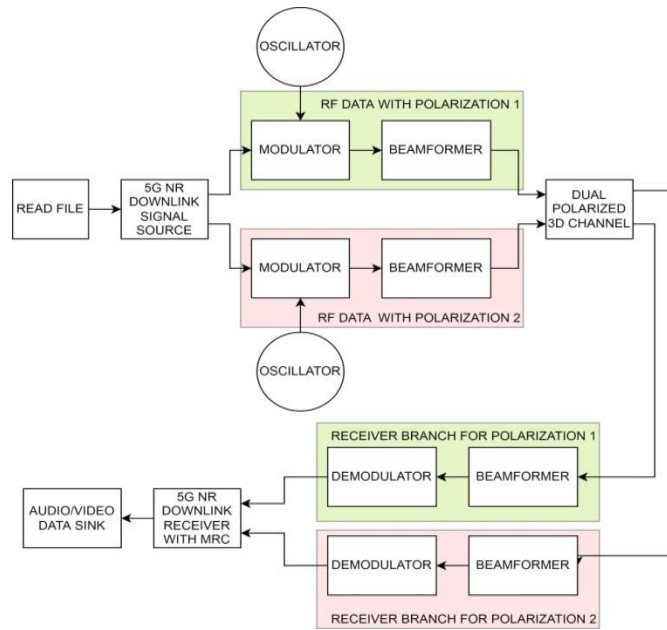 OSCILLATOR
RF DATA WITH POLARIZATION 1
MODULATOR
BEAMFORMER
READ FILE
5G NR
DOWNLINK
SIGNAL
SOURCE
DUAL
POLARIZED
3D CHANNEL
MODULATOR
BEAMFORMER
RF DATA WITH POLARIZATION 2
OSCILLATOR
RECEIVER BRANCH FOR POLARIZATION 1
DEMODULATOR
BEAMFORMER
AUDIO/VIDEO
DATA SINK
5G NR
DOWNLINK
RECEIVER
WITH MRC
DEMODULATOR
BEAMFORMER
RECEIVER BRANCH FOR POLARIZATION 2